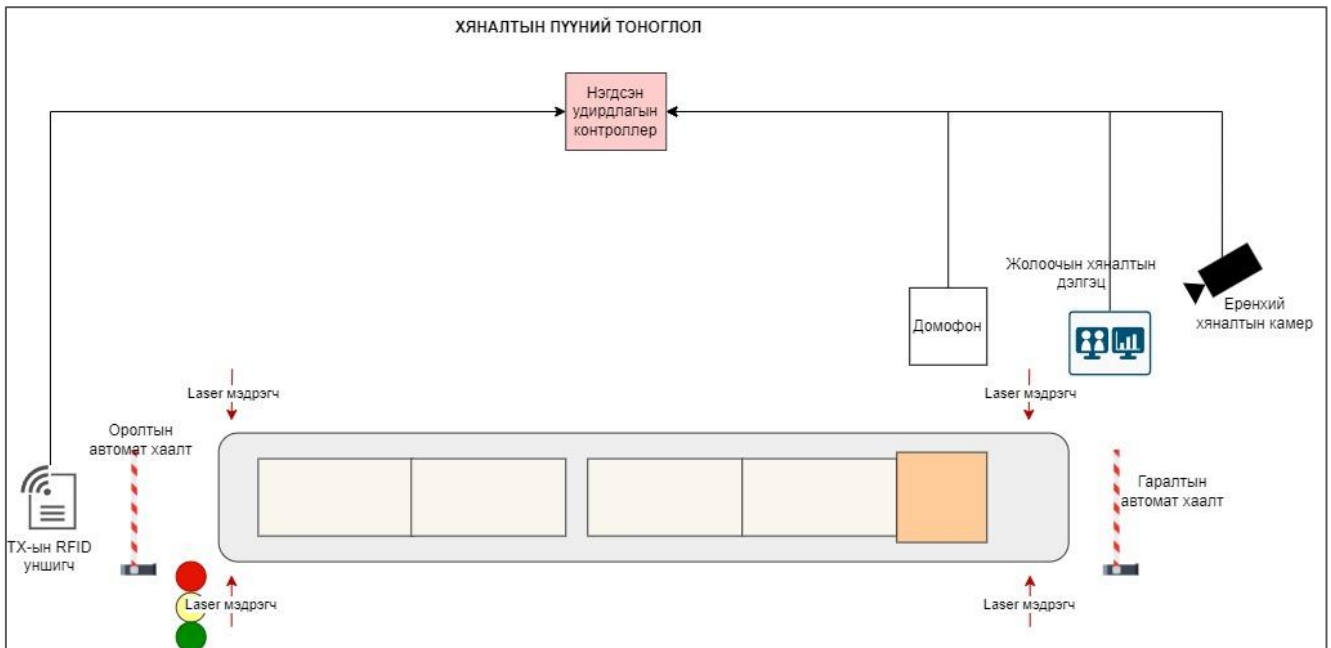 ХЯНАЛТЫН ПҮҮНИЙ ТОНОГЛОЛ
Нэгдсэн
удирдлагын
контроллер
Жолоочын хяналтын
дэлгэц
Домофон
Ерөнхий
хяналтын камер
Laser мэдрэгч
Laser мэдрэгч
Оролтын
автомат хаалт
Гаралтын
автомат хаалт
ТХ-ын RFID
уншигч
Laser мэдрэгч
Laser мэдрэгч